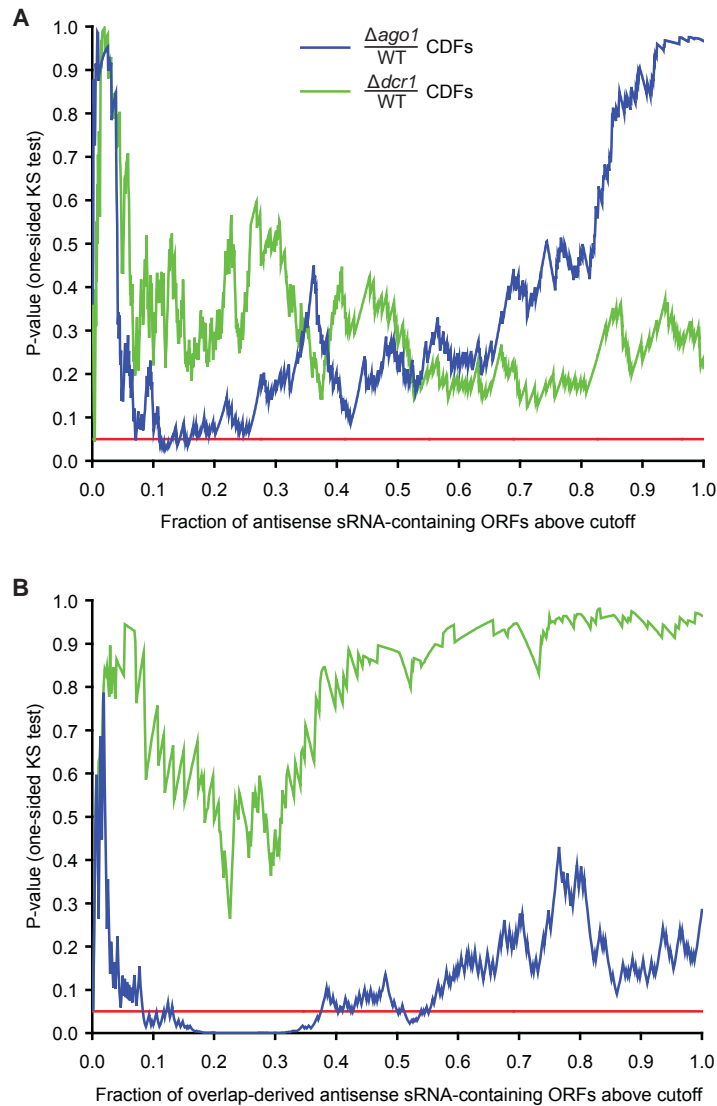 A
Δago1
WT
CDFs
Δdcr1
WT
CDFs
P-value (one-sided KS test)
1.0
0.9
0.8
0.7
0.6
0.5
0.4
0.3
0.2
0.1
0.0
0.0 0.1 0.2 0.3 0.4 0.5 0.6 0.7 0.8 0.9 1.0
Fraction of antisense sRNA-containing ORFs above cutoff
B
P-value (one-sided KS test)
1.0
0.9
0.8
0.7
0.6
0.5
0.4
0.3
0.2
0.1
0.0
0.0 0.1 0.2 0.3 0.4 0.5 0.6 0.7 0.8 0.9 1.0
Fraction of overlap-derived antisense sRNA-containing ORFs above cutoff